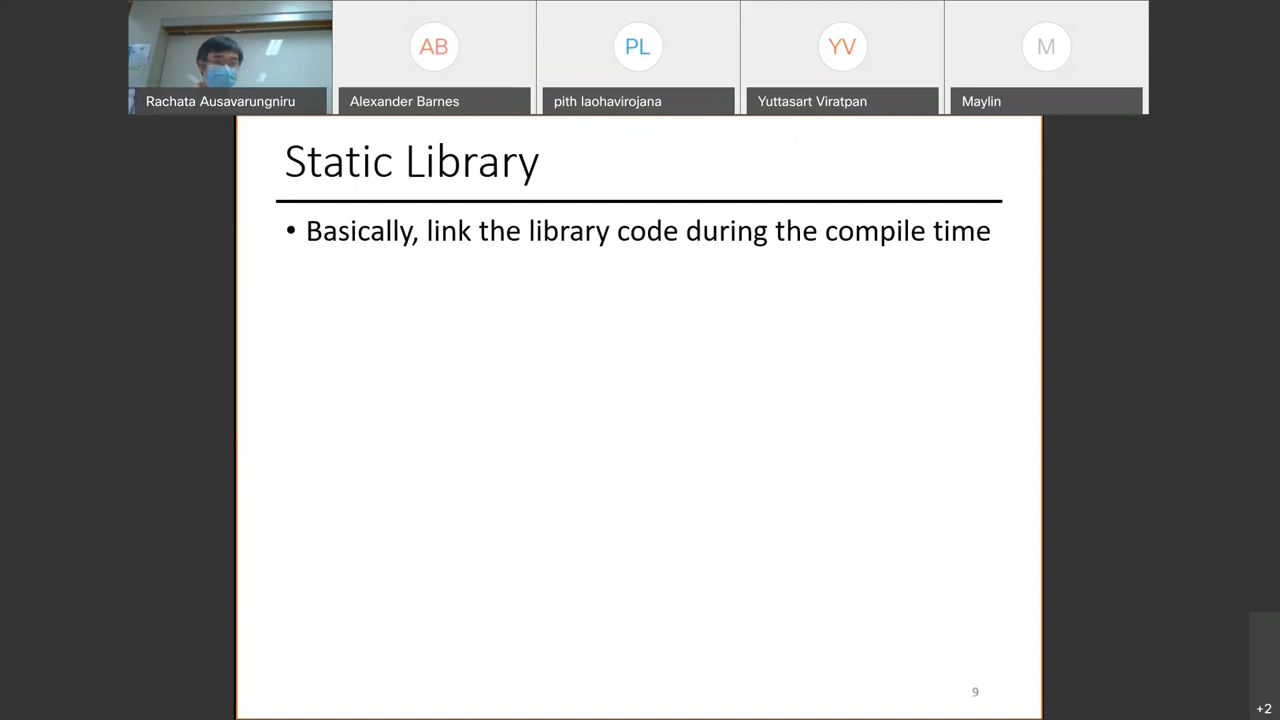 AB
PL
YV
M
Rachata Ausavarungniru
Alexander Barnes
pith laohavirojana
Yuttasart Viratpan
Maylin
Static Library
• Basically, link the library code during the compile time
9
+2